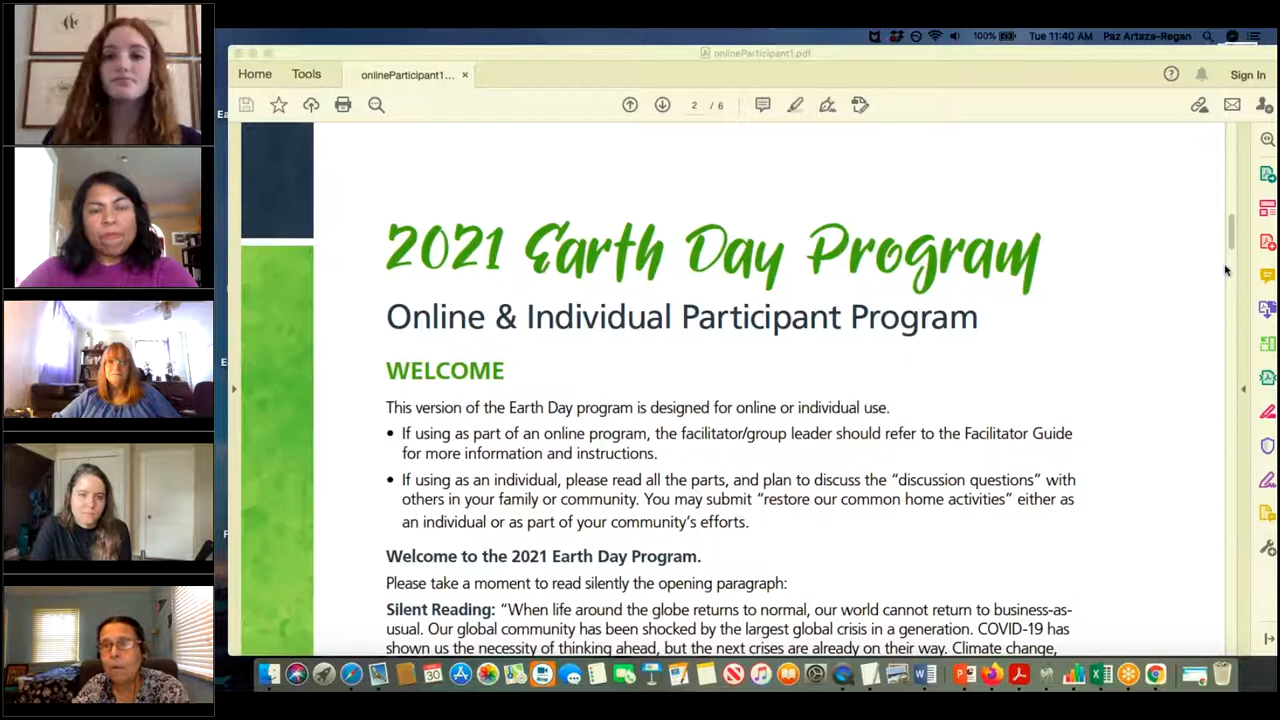 100%
Tue 11:40 AM
Paz Artaza-Regan
onlineParticipant1.pdf
Home
Tools
onlineParticipant1...
Sign In
2 / 6
2021 Earth Day Program
Online & Individual Participant Program
WELCOME
This version of the Earth Day program is designed for online or individual use.
• If using as part of an online program, the facilitator/group leader should refer to the Facilitator Guide
for more information and instructions.
• If using as an individual, please read all the parts, and plan to discuss the “discussion questions” with
others in your family or community. You may submit “restore our common home activities” either as
an individual or as part of your community’s efforts.
Welcome to the 2021 Earth Day Program.
Please take a moment to read silently the opening paragraph:
Silent Reading: “When life around the globe returns to normal, our world cannot return to business-as-
usual. Our global community has been shocked by the largest global crisis in a generation. COVID-19 has
shown us the necessity of thinking ahead, but the next crises are already on their way. Climate change,
30